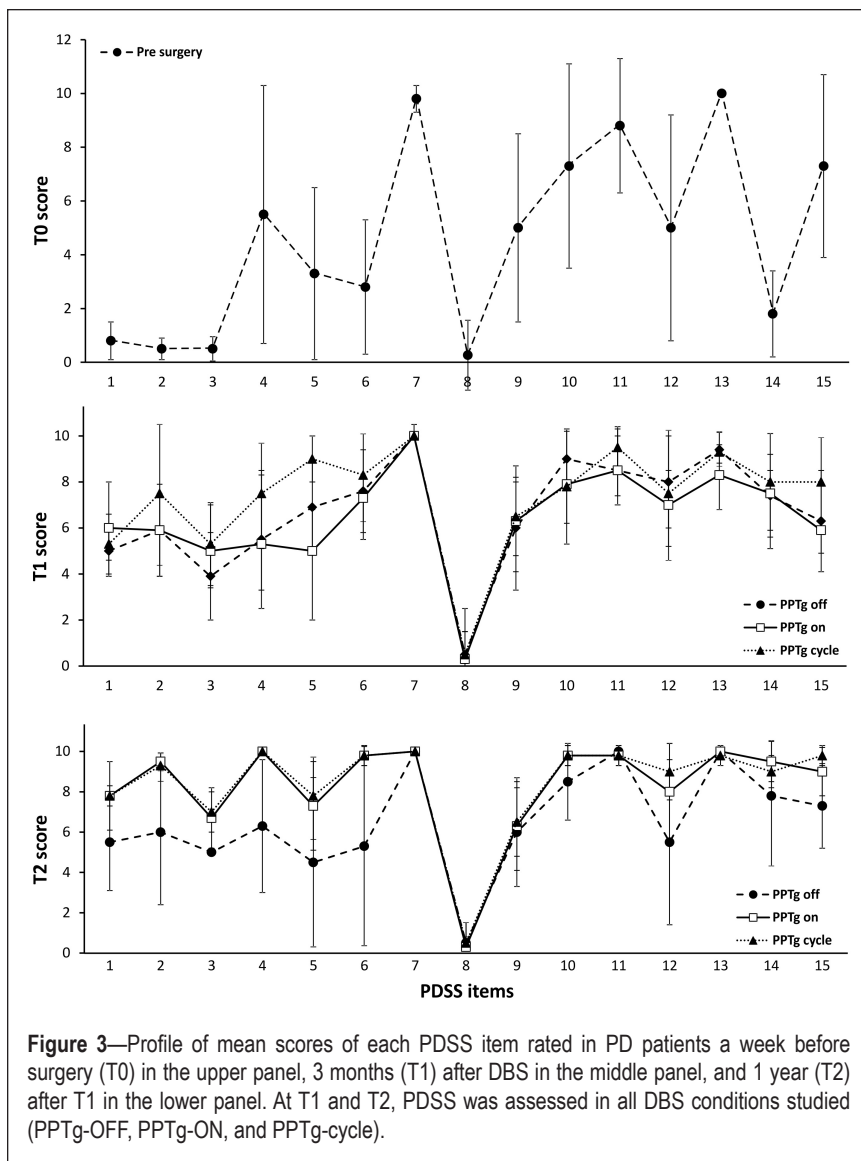 12
10
8
6
4
2
0
T0 score
Pre surgery
1 2 3 4 5 6 7 8 9 10 11 12 13 14 15
10
8
6
4
2
0
T1 score
PPTg off
PPTg on
PPTg cycle
1 2 3 4 5 6 7 8 9 10 11 12 13 14 15
10
8
6
4
2
0
T2 score
PPTg off
PPTg on
PPTg cycle
1 2 3 4 5 6 7 8 9 10 11 12 13 14 15
PDSS items
Figure 3—Profile of mean scores of each PDSS item rated in PD patients a week before
surgery (T0) in the upper panel, 3 months (T1) after DBS in the middle panel, and 1 year (T2)
after T1 in the lower panel. At T1 and T2, PDSS was assessed in all DBS conditions studied
(PPTg-OFF, PPTg-ON, and PPTg-cycle).